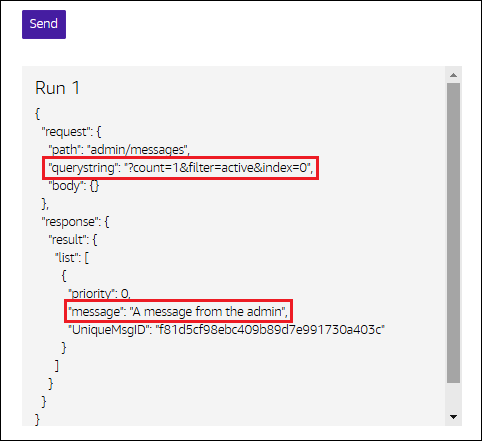 Send
Run 1
{
"request": {
"path": "admin/messages",
"querystring": "?count=1&filter=active&index=0",
"body": {}
},
"response": {
"result": {
"list": [
{
"priority": 0,
"message": "A message from the admin",
"UniqueMsgID": "f81d5cf98ebc409b89d7e991730a403c"
}
]
}
}
}